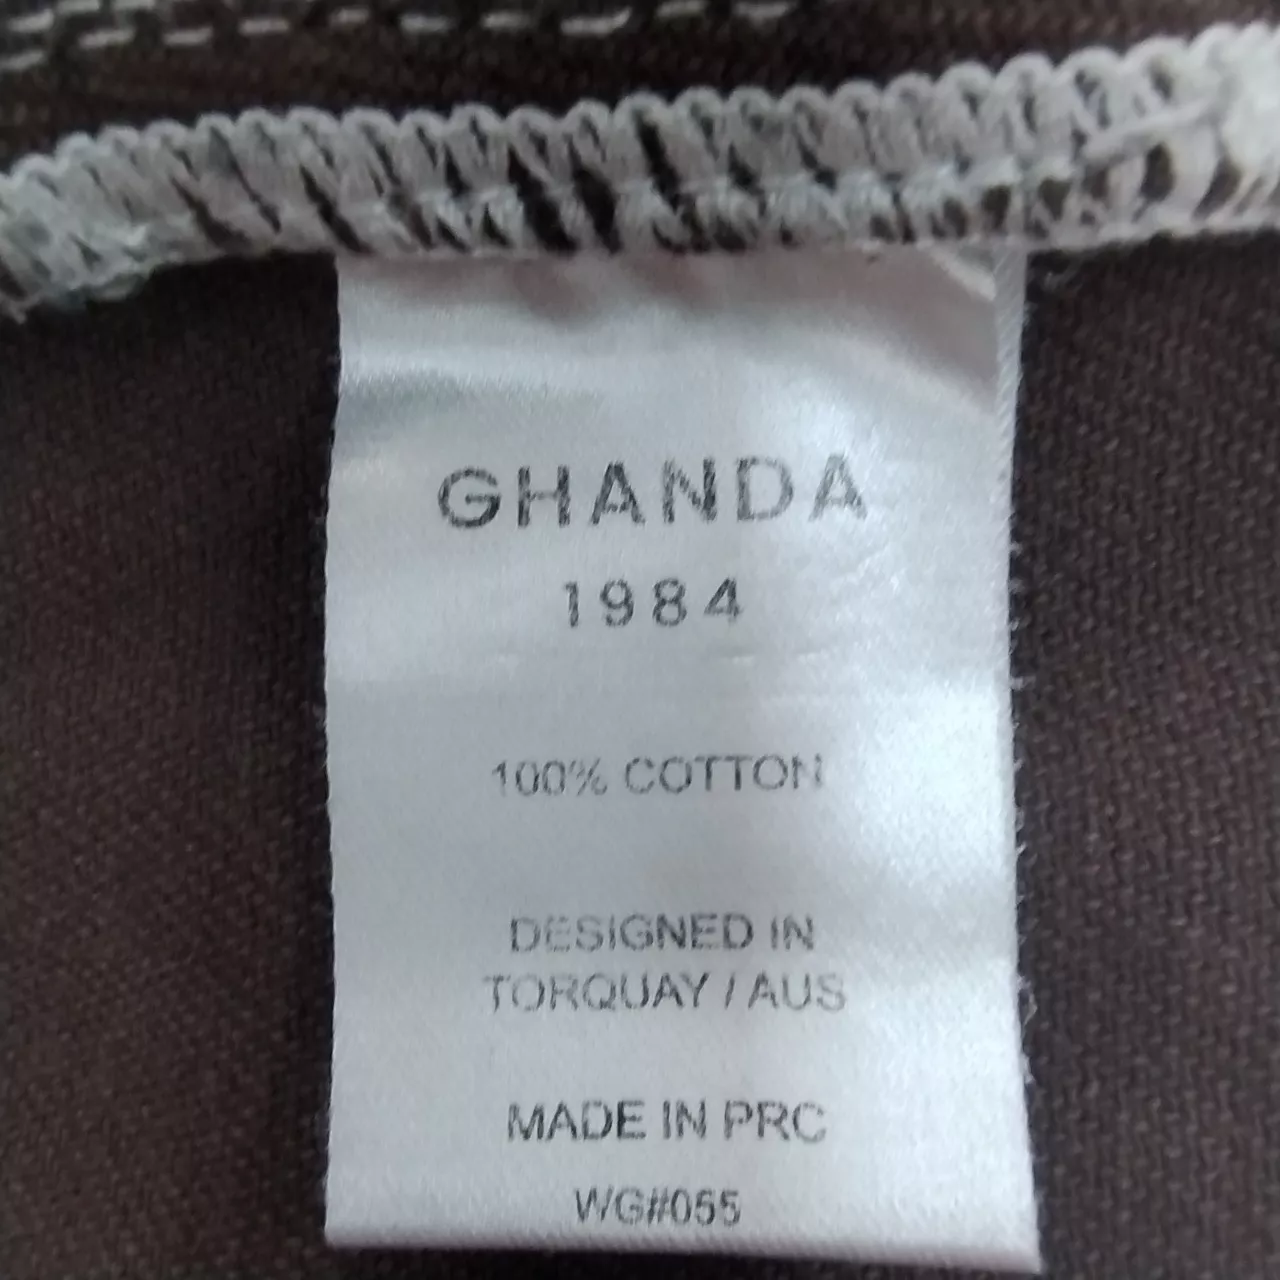 GHANDA
1984
100% COTTON
DESIGNED IN
TORQUAY / AUS
MADE IN PRC
WG#055